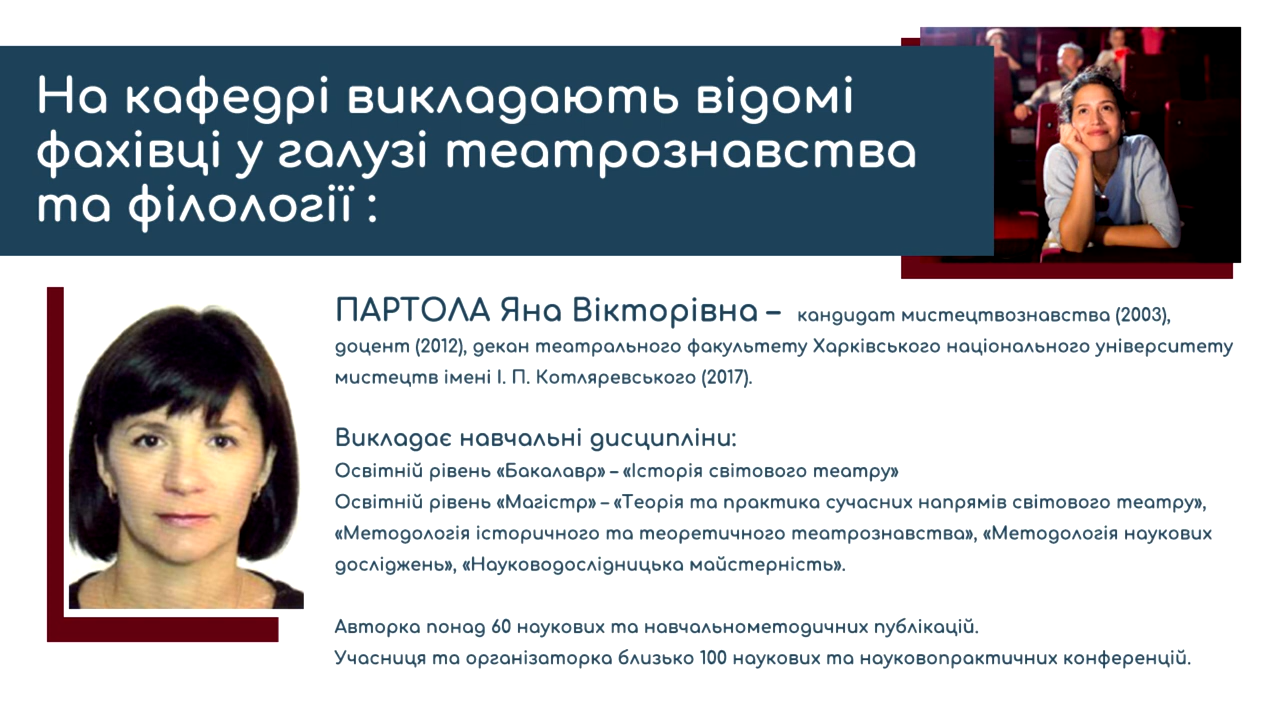 На кафедрі викладають відомі
фахівці у галузі театрознавства
та філології :
ПАРТОЛА Яна Вікторівна – кандидат мистецтвознавства (2003),
доцент (2012), декан театрального факультету Харківського національного університету
мистецтв імені І. П. Котляревського (2017).
Викладає навчальні дисципліни:
Освітній рівень «Бакалавр» – «Історія світового театру»
Освітній рівень «Магістр» – «Теорія та практика сучасних напрямів світового театру»,
«Методологія історичного та теоретичного театрознавства», «Методологія наукових
досліджень», «Науководослідницька майстерність».
Авторка понад 60 наукових та навчальнометодичних публікацій.
Учасниця та організаторка близько 100 наукових та науковопрактичних конференцій.